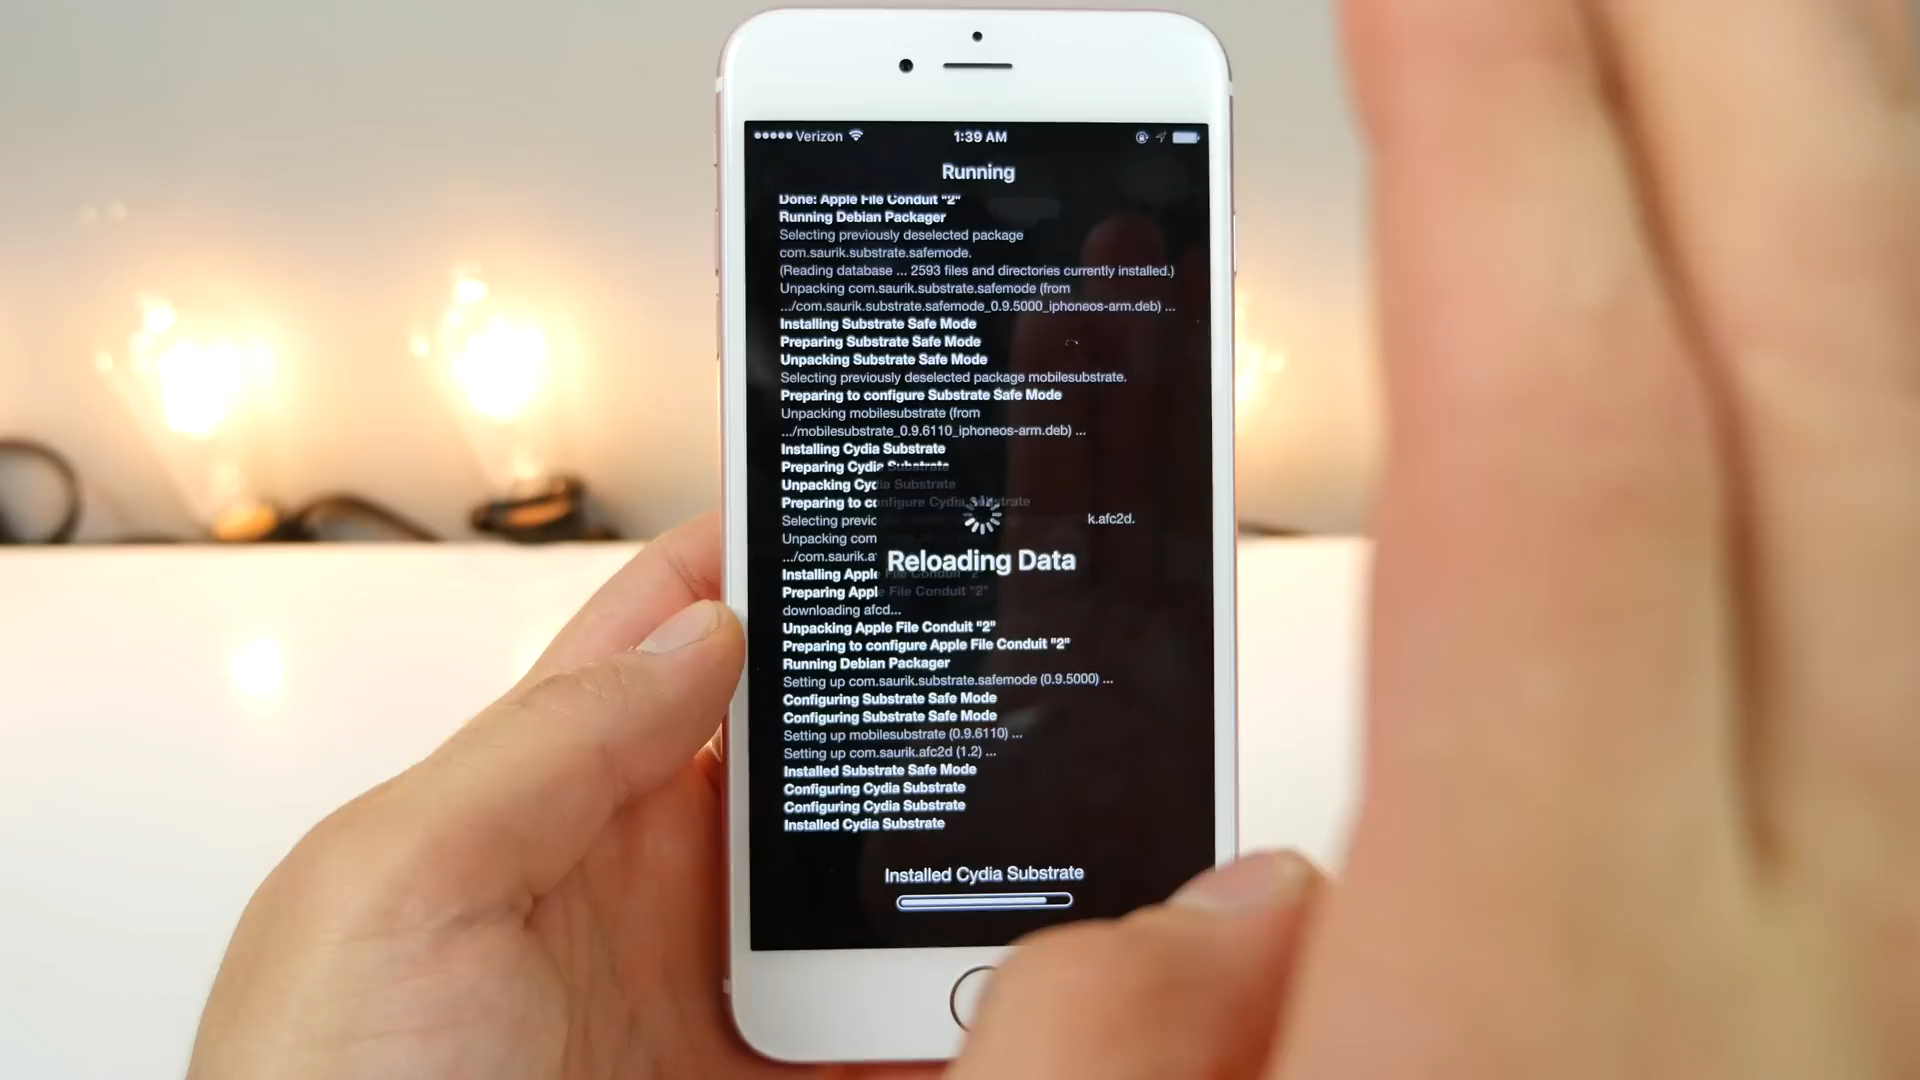 Verizon
1:39 AM
Running
Done: Apple File Conduit "2"
Running Debian Packager
Selecting previously deselected package
com.saurik.substrate.safemode.
(Reading database ... 2593 files and directories currently installed.)
Unpacking com.saurik.substrate.safemode (from
.../com.saurik.substrate.safemode_0.9.5000_iphoneos-arm.deb) ...
Installing Substrate Safe Mode
Preparing Substrate Safe Mode
Unpacking Substrate Safe Mode
Selecting previously deselected package mobilesubstrate.
Preparing to configure Substrate Safe Mode
Unpacking mobilesubstrate (from
.../mobilesubstrate_0.9.6110_iphoneos-arm.deb) ...
Installing Cydia Substrate
Preparing Cydia Substrate
Unpacking Cydia Substrate
Preparing to configure Cydia Substrate
Selecting k.afc2d.
Unpacking
.../com.saurik.a
Reloading Data
Installing Apple File Conduit "2"
Preparing Apple File Conduit "2"
downloading afcd...
Unpacking Apple File Conduit "2"
Preparing to configure Apple File Conduit "2"
Running Debian Packager
Setting up com.saurik.substrate.safemode (0.9.5000) ...
Configuring Substrate Safe Mode
Configuring Substrate Safe Mode
Setting up mobilesubstrate (0.9.6110) ...
Setting up com.saurik.afc2d (1.2) ...
Installed Substrate Safe Mode
Configuring Cydia Substrate
Configuring Cydia Substrate
Installed Cydia Substrate
Installed Cydia Substrate